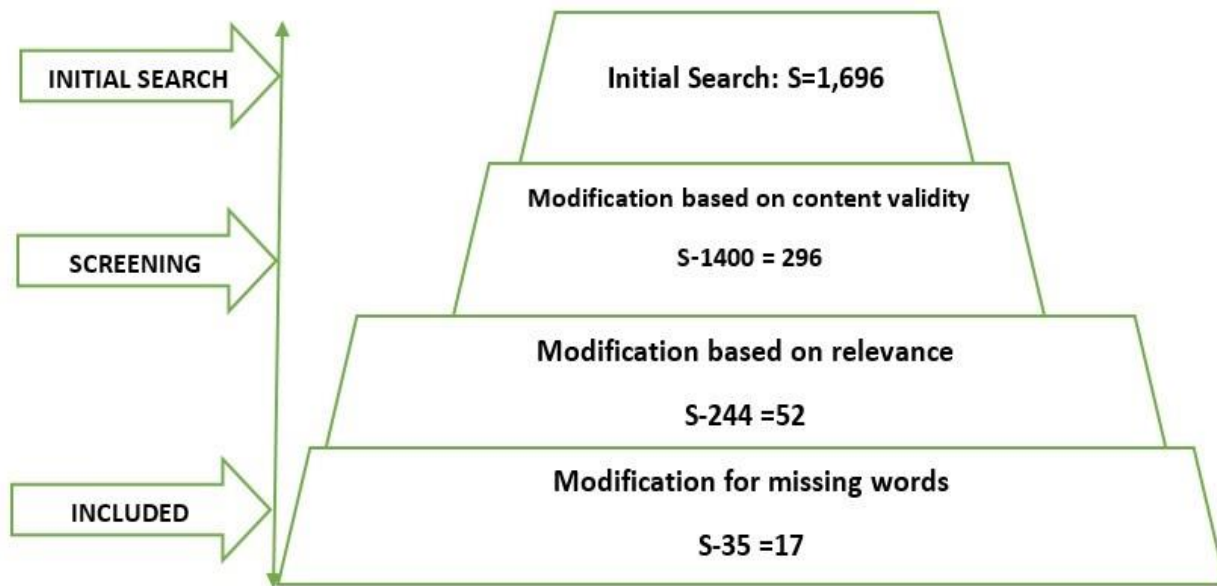 INITIAL SEARCH
Initial Search: S=1,696
SCREENING
Modification based on content validity
S-1400 = 296
Modification based on relevance
S-244 =52
INCLUDED
Modification for missing words
S-35 =17